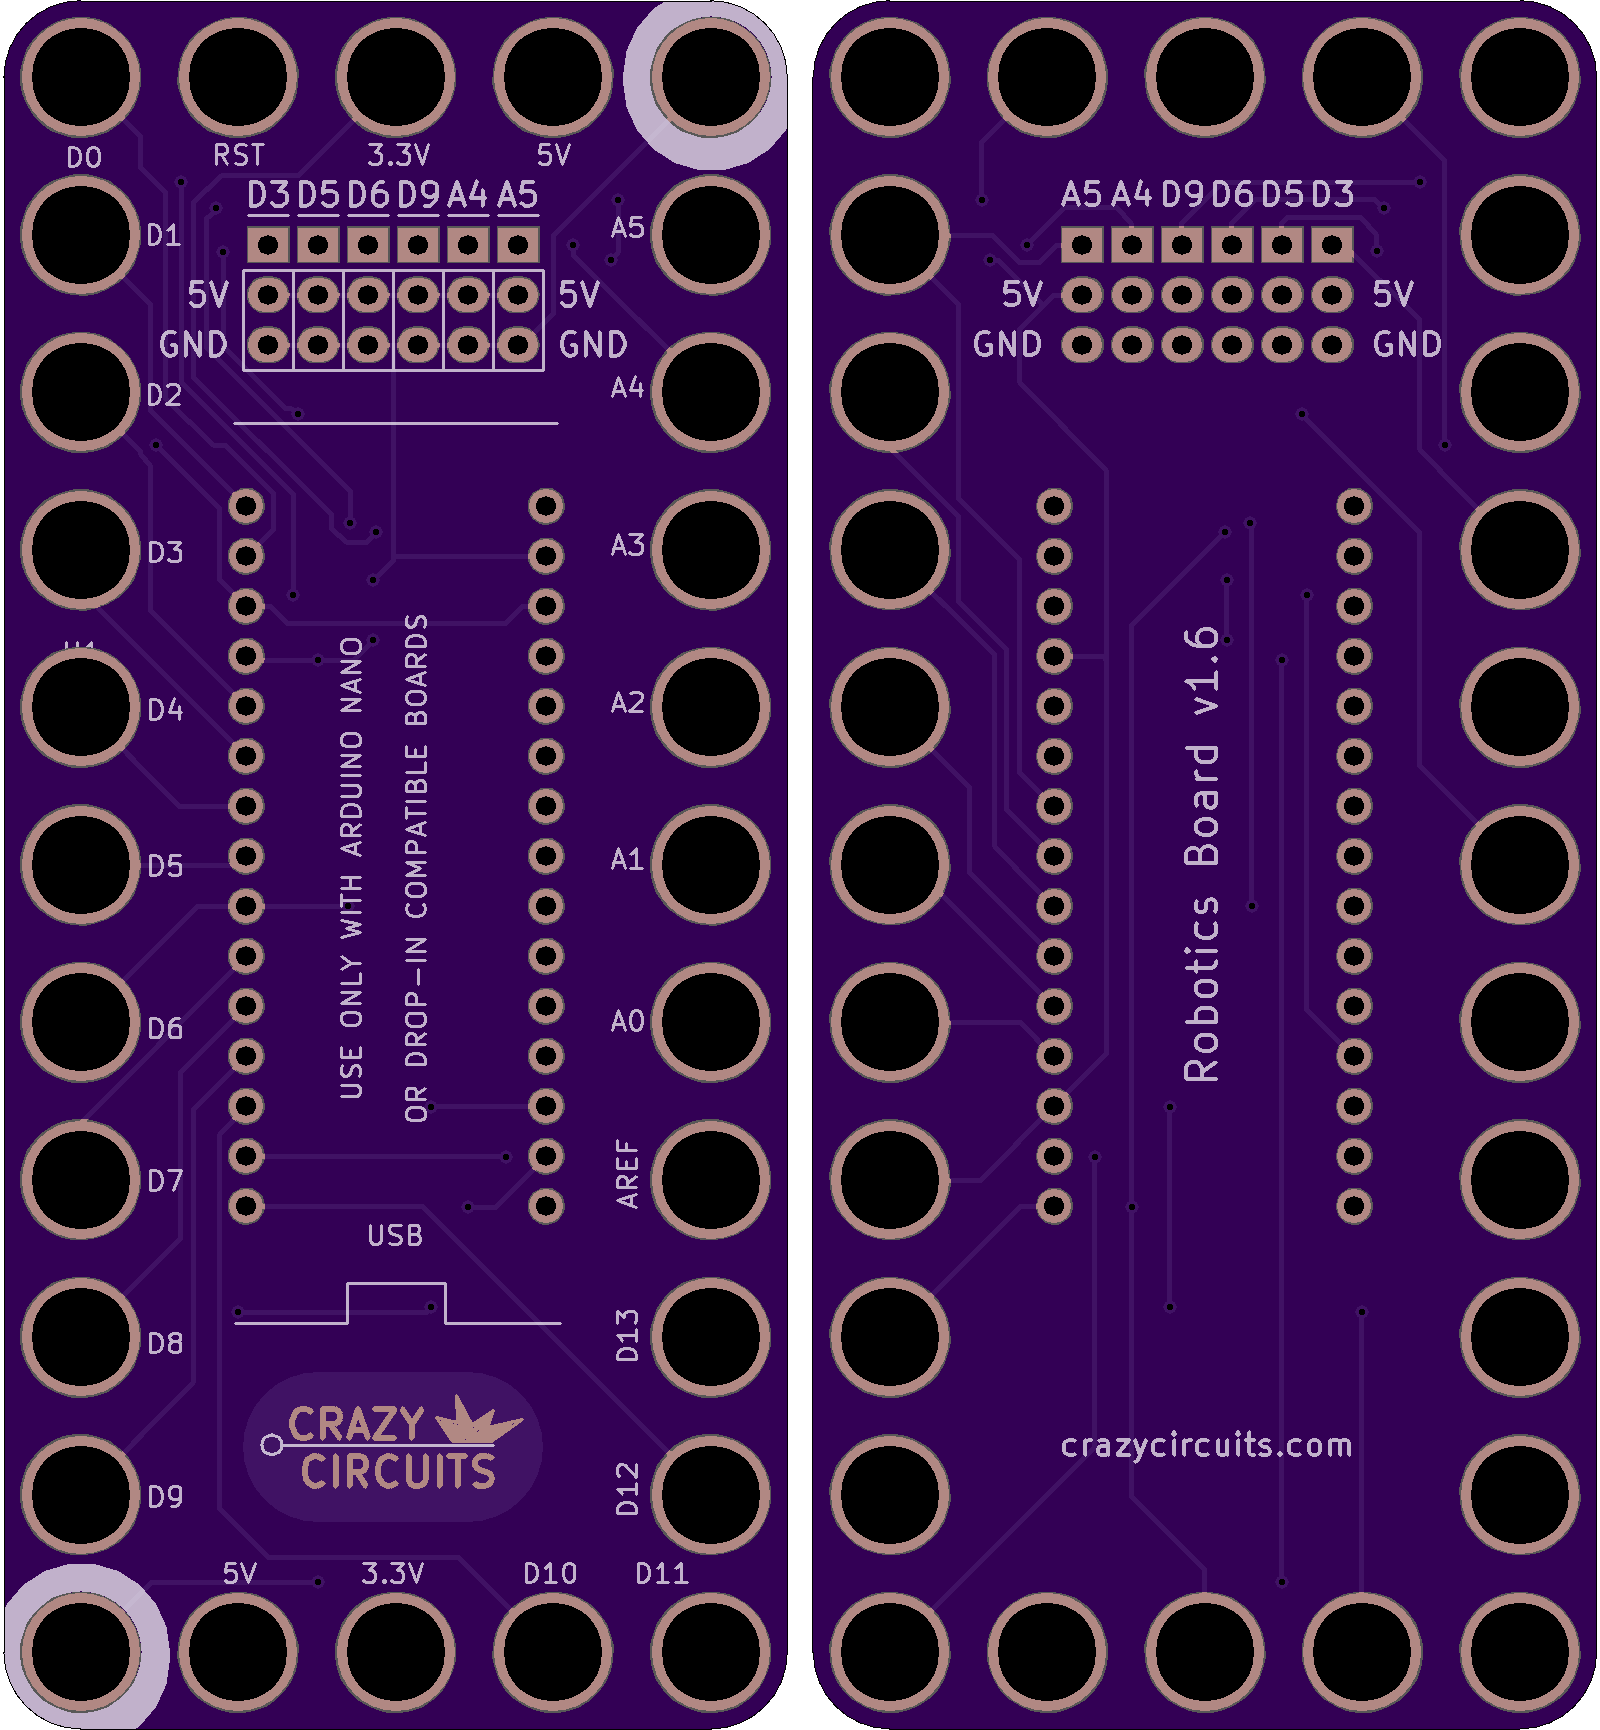 D0 RST 3.3V 5V
D3 D5 D6 D9 A4 A5
D1
A5
5V 5V
GND GND
D2
A4
D3
A3
D4
A2
D5
A1
D6
A0
D7
AREF
D8
D13
D9
D12
USE ONLY WITH ARDUINO NANO
OR DROP-IN COMPATIBLE BOARDS
USB
CRAZY
CIRCUITS
5V 3.3V D10 D11
A5 A4 D9 D6 D5 D3
5V 5V
GND GND
Robotics Board v1.6
crazycircuits.com